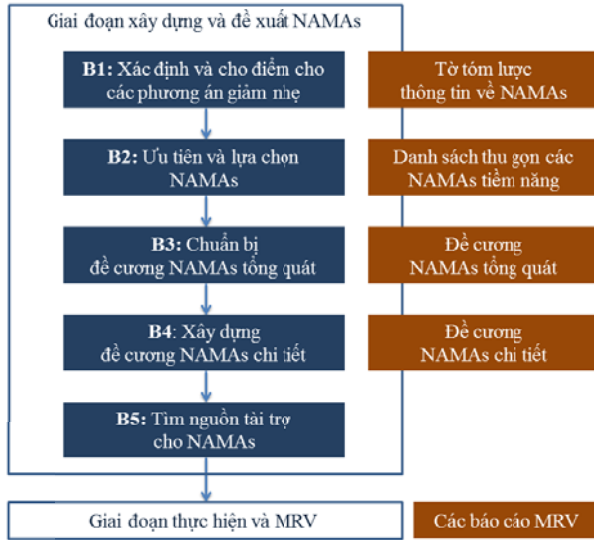 Giai đoạn xây dựng và đề xuất NAMAs
B1: Xác định và cho điểm cho
các phương án giảm nhẹ
Tờ tóm lược
thông tin về NAMAs
B2: Ưu tiên và lựa chọn
NAMAs
Danh sách thu gọn các
NAMAs tiềm năng
B3: Chuẩn bị
đề cương NAMAs tổng quát
Đề cương
NAMAs tổng quát
B4: Xây dựng
đề cương NAMAs chi tiết
Đề cương
NAMAs chi tiết
B5: Tìm nguồn tài trợ
cho NAMAs
Giai đoạn thực hiện và MRV
Các báo cáo MRV